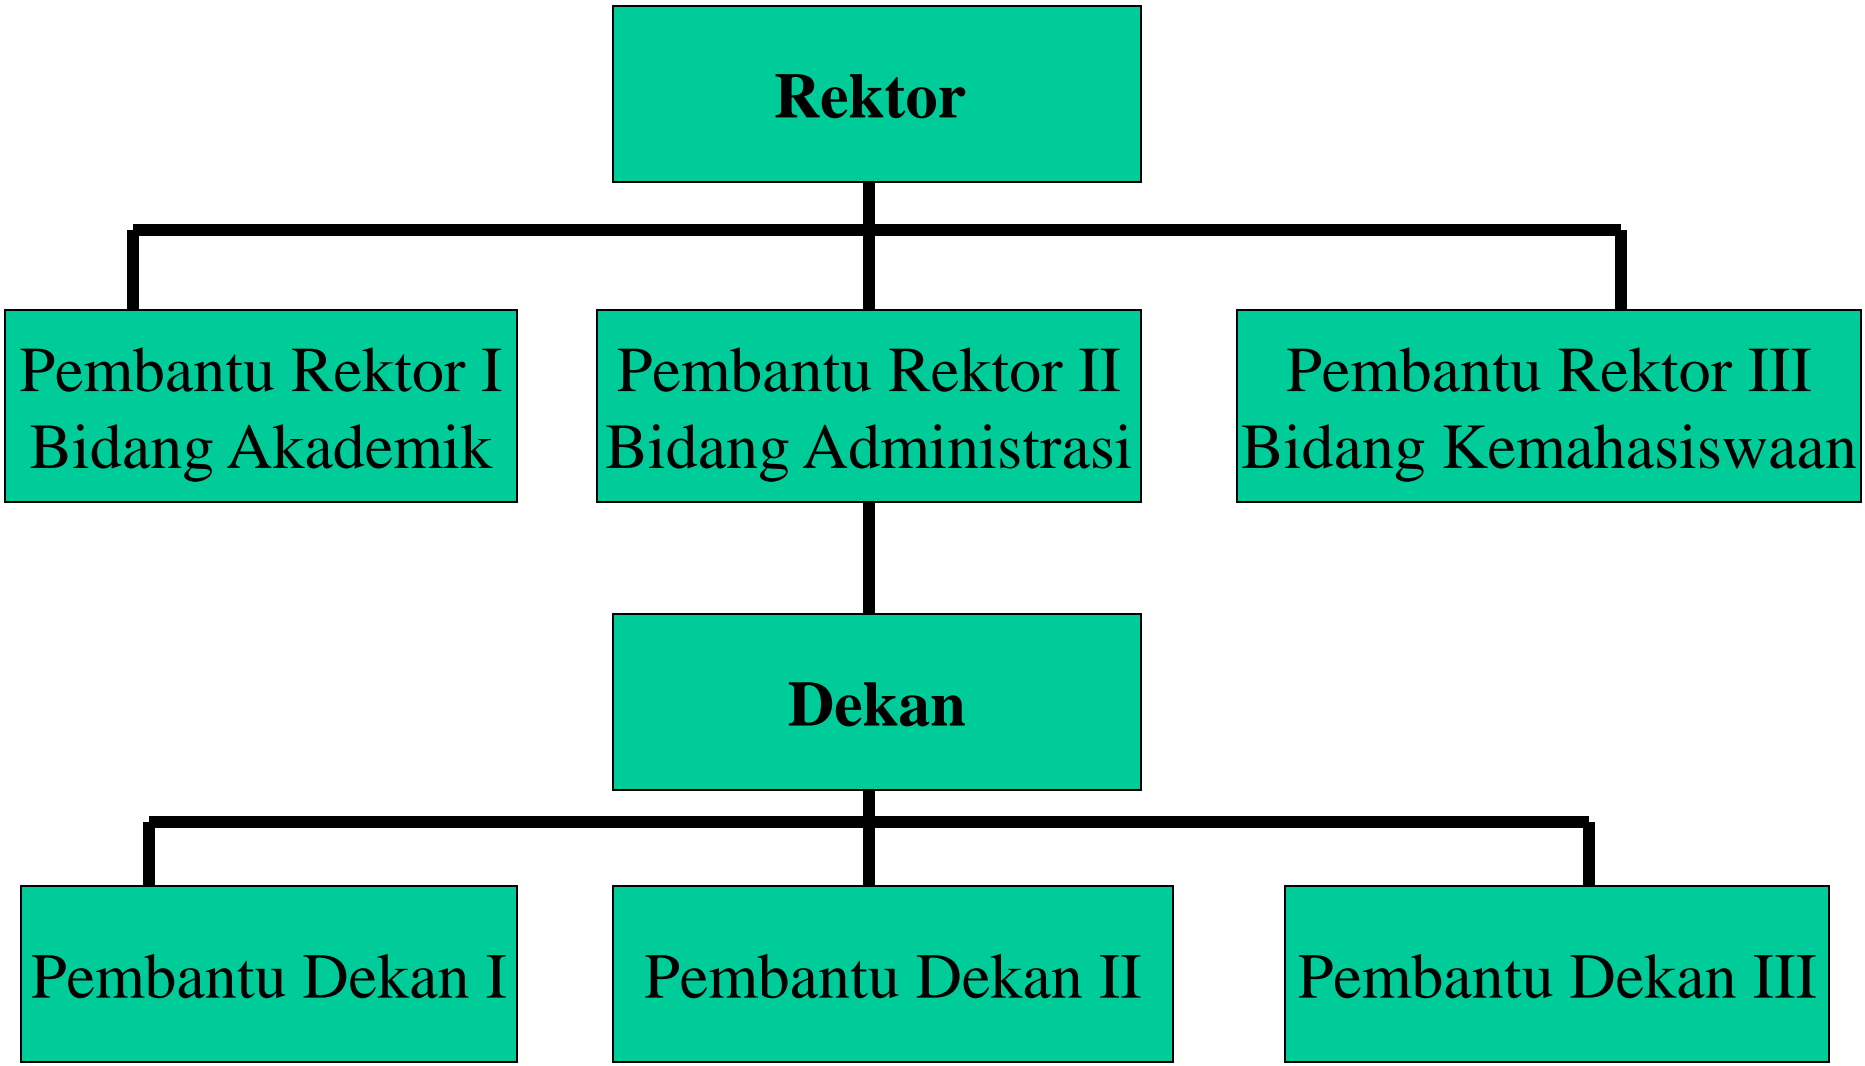 Rektor
Pembantu Rektor I
Bidang Akademik
Pembantu Rektor II
Bidang Administrasi
Pembantu Rektor III
Bidang Kemahasiswaan
Dekan
Pembantu Dekan I
Pembantu Dekan II
Pembantu Dekan III